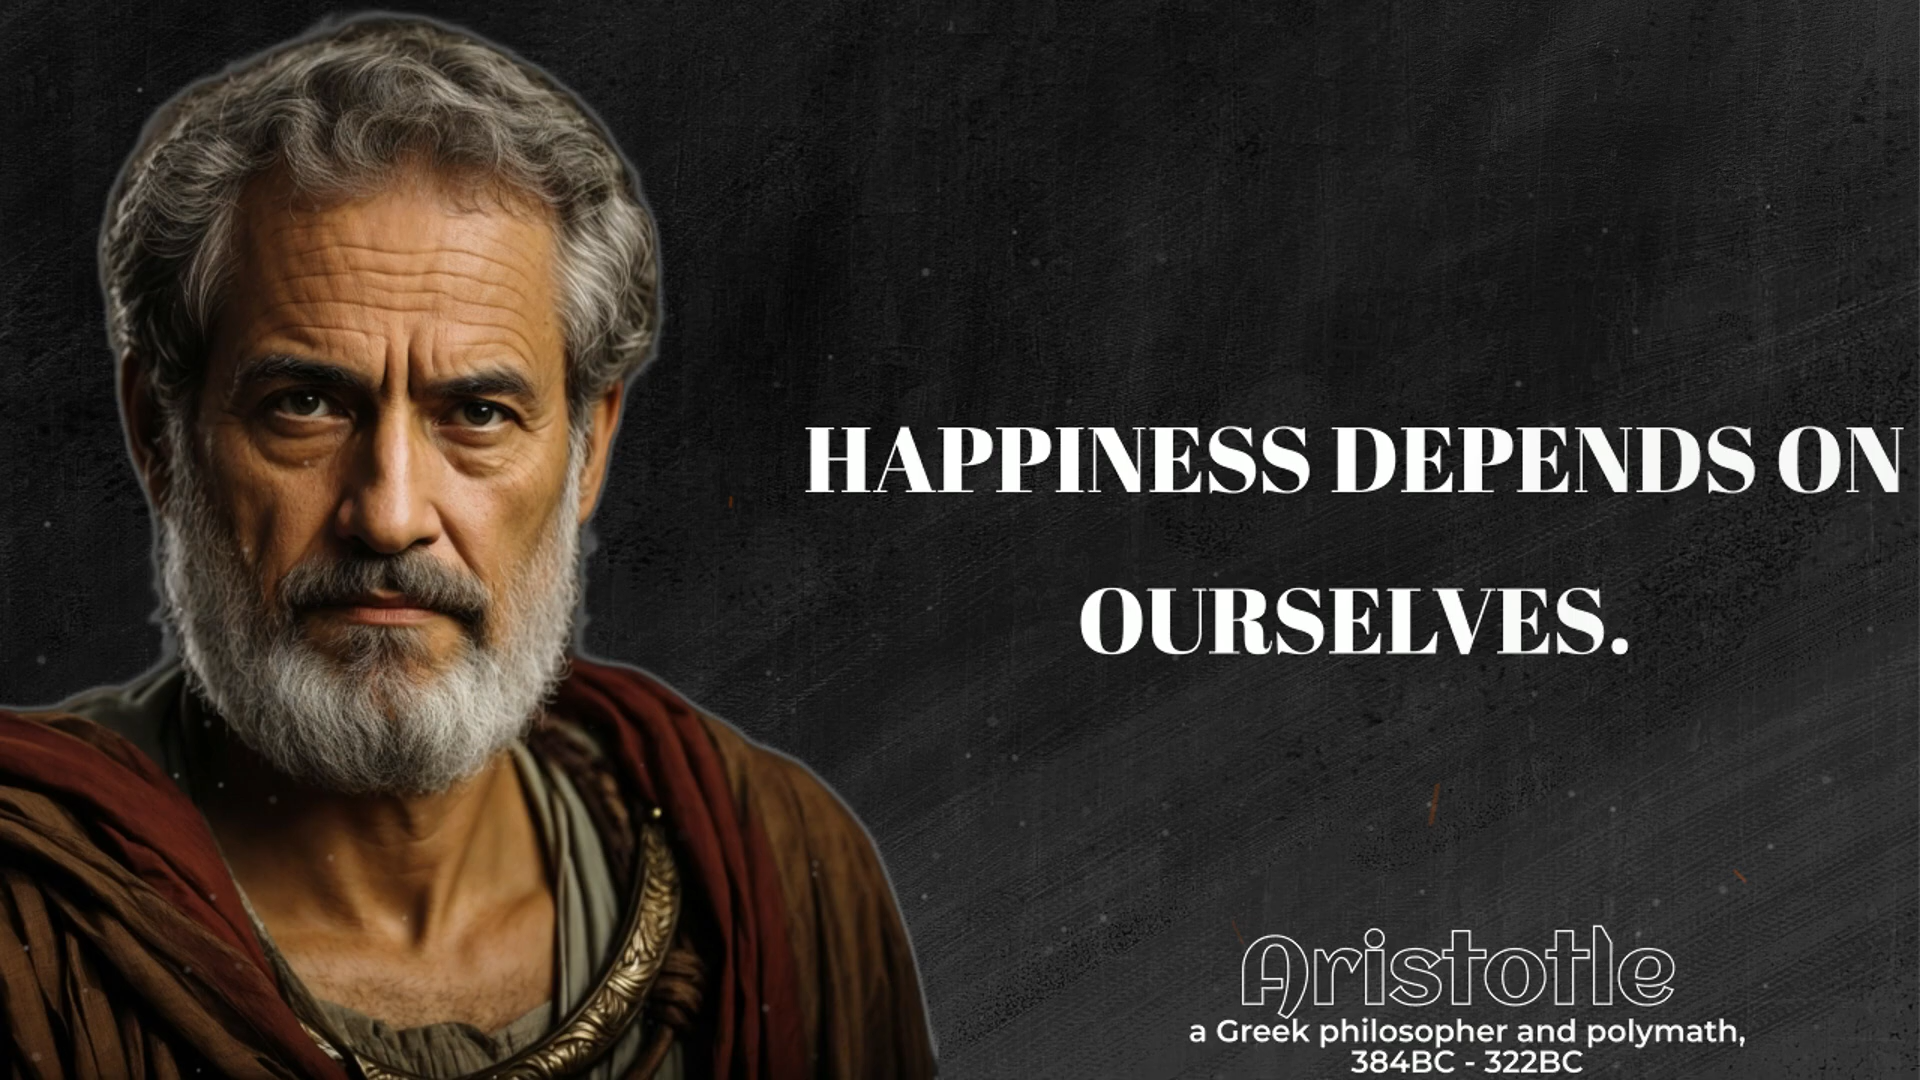 HAPPINESS DEPENDS ON
OURSELVES.
Aristotle
a Greek philosopher and polymath,
384BC - 322BC